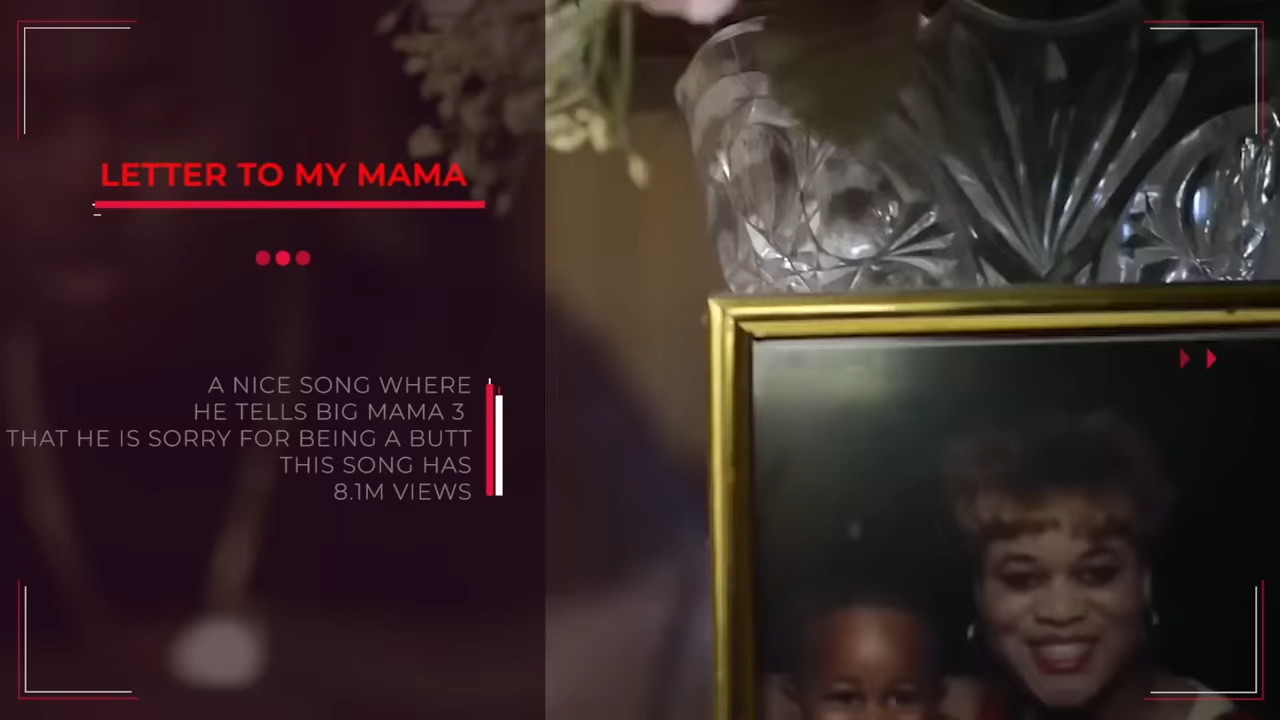 LETTER TO MY MAMA
A NICE SONG WHERE
HE TELLS BIG MAMA 3
THAT HE IS SORRY FOR BEING A BUTT
THIS SONG HAS
8.1M VIEWS